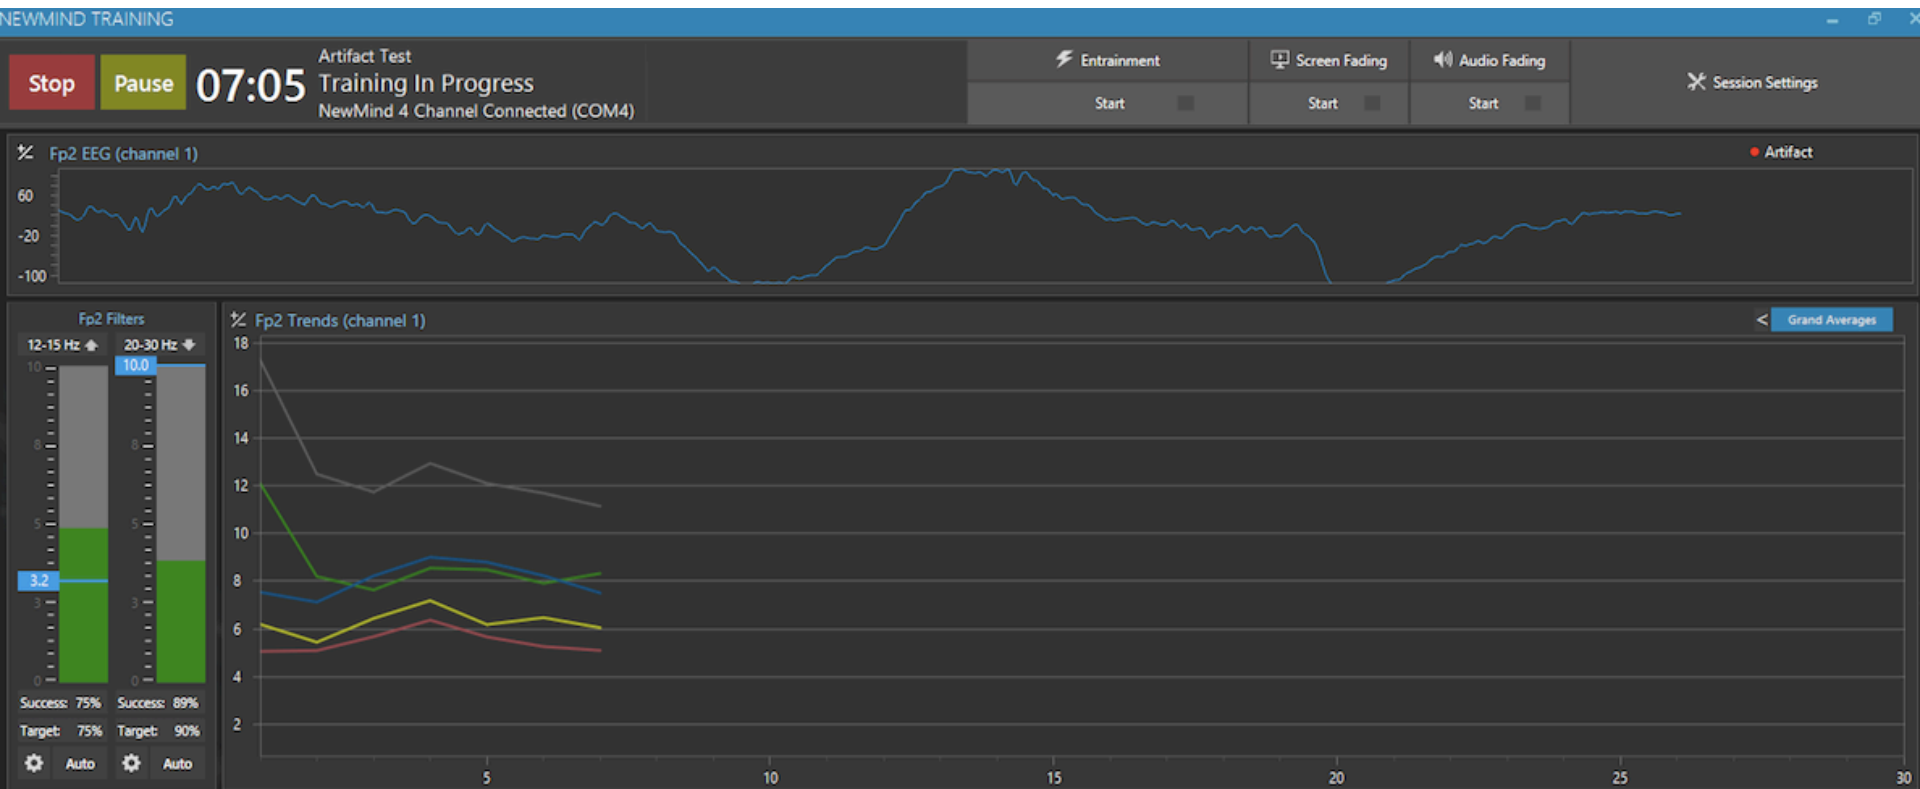 NEWMIND TRAINING
Stop
Pause
07:05
Artifact Test
Training In Progress
NewMind 4 Channel Connected (COM4)
Entrainment
Start
Screen Fading
Start
Audio Fading
Start
Session Settings
Fp2 EEG (channel 1)
Artifact
60
-20
-100
Fp2 Filters
12-15 Hz
20-30 Hz
10
10.0
8
8
5
5
3.2
3
3
0
0
Success: 75%
Success: 89%
Target: 75%
Target: 90%
Auto
Auto
Fp2 Trends (channel 1)
< Grand Averages
18
16
14
12
10
8
6
4
2
5 10 15 20 25 30